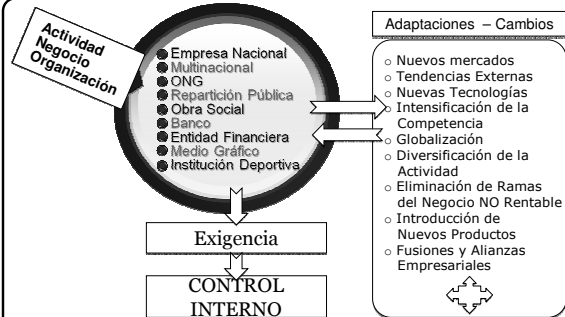 Actividad
Negocio
Organización
Empresa Nacional
Multinacional
ONG
Repartición Pública
Obra Social
Banco
Entidad Financiera
Medio Gráfico
Institución Deportiva
Exigencia
CONTROL
INTERNO
Adaptaciones – Cambios
Nuevos mercados
Tendencias Externas
Nuevas Tecnologías
Intensificación de la
Competencia
Globalización
Diversificación de la
Actividad
Eliminación de Ramas
del Negocio NO Rentable
Introducción de
Nuevos Productos
Fusiones y Alianzas
Empresariales